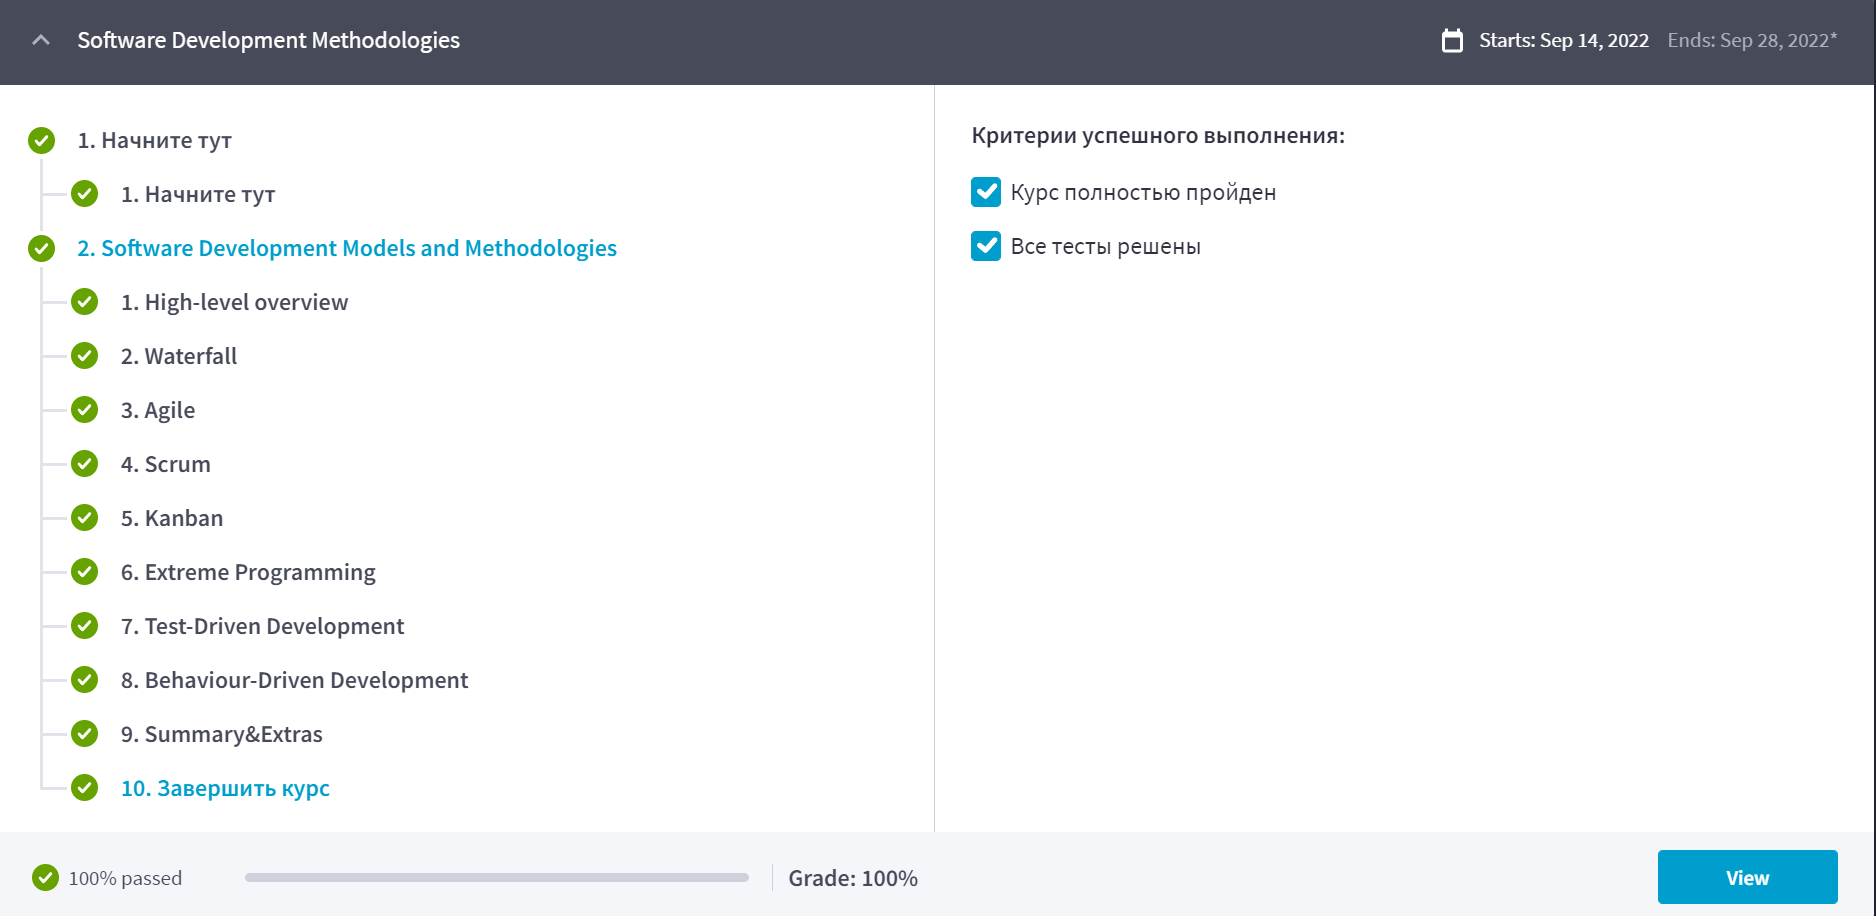 Software Development Methodologies
Starts: Sep 14, 2022 Ends: Sep 28, 2022*
1. Начните тут
1. Начните тут
2. Software Development Models and Methodologies
1. High-level overview
2. Waterfall
3. Agile
4. Scrum
5. Kanban
6. Extreme Programming
7. Test-Driven Development
8. Behaviour-Driven Development
9. Summary&Extras
10. Завершить курс
Критерии успешного выполнения:
Курс полностью пройден
Все тесты решены
100% passed
Grade: 100%
View